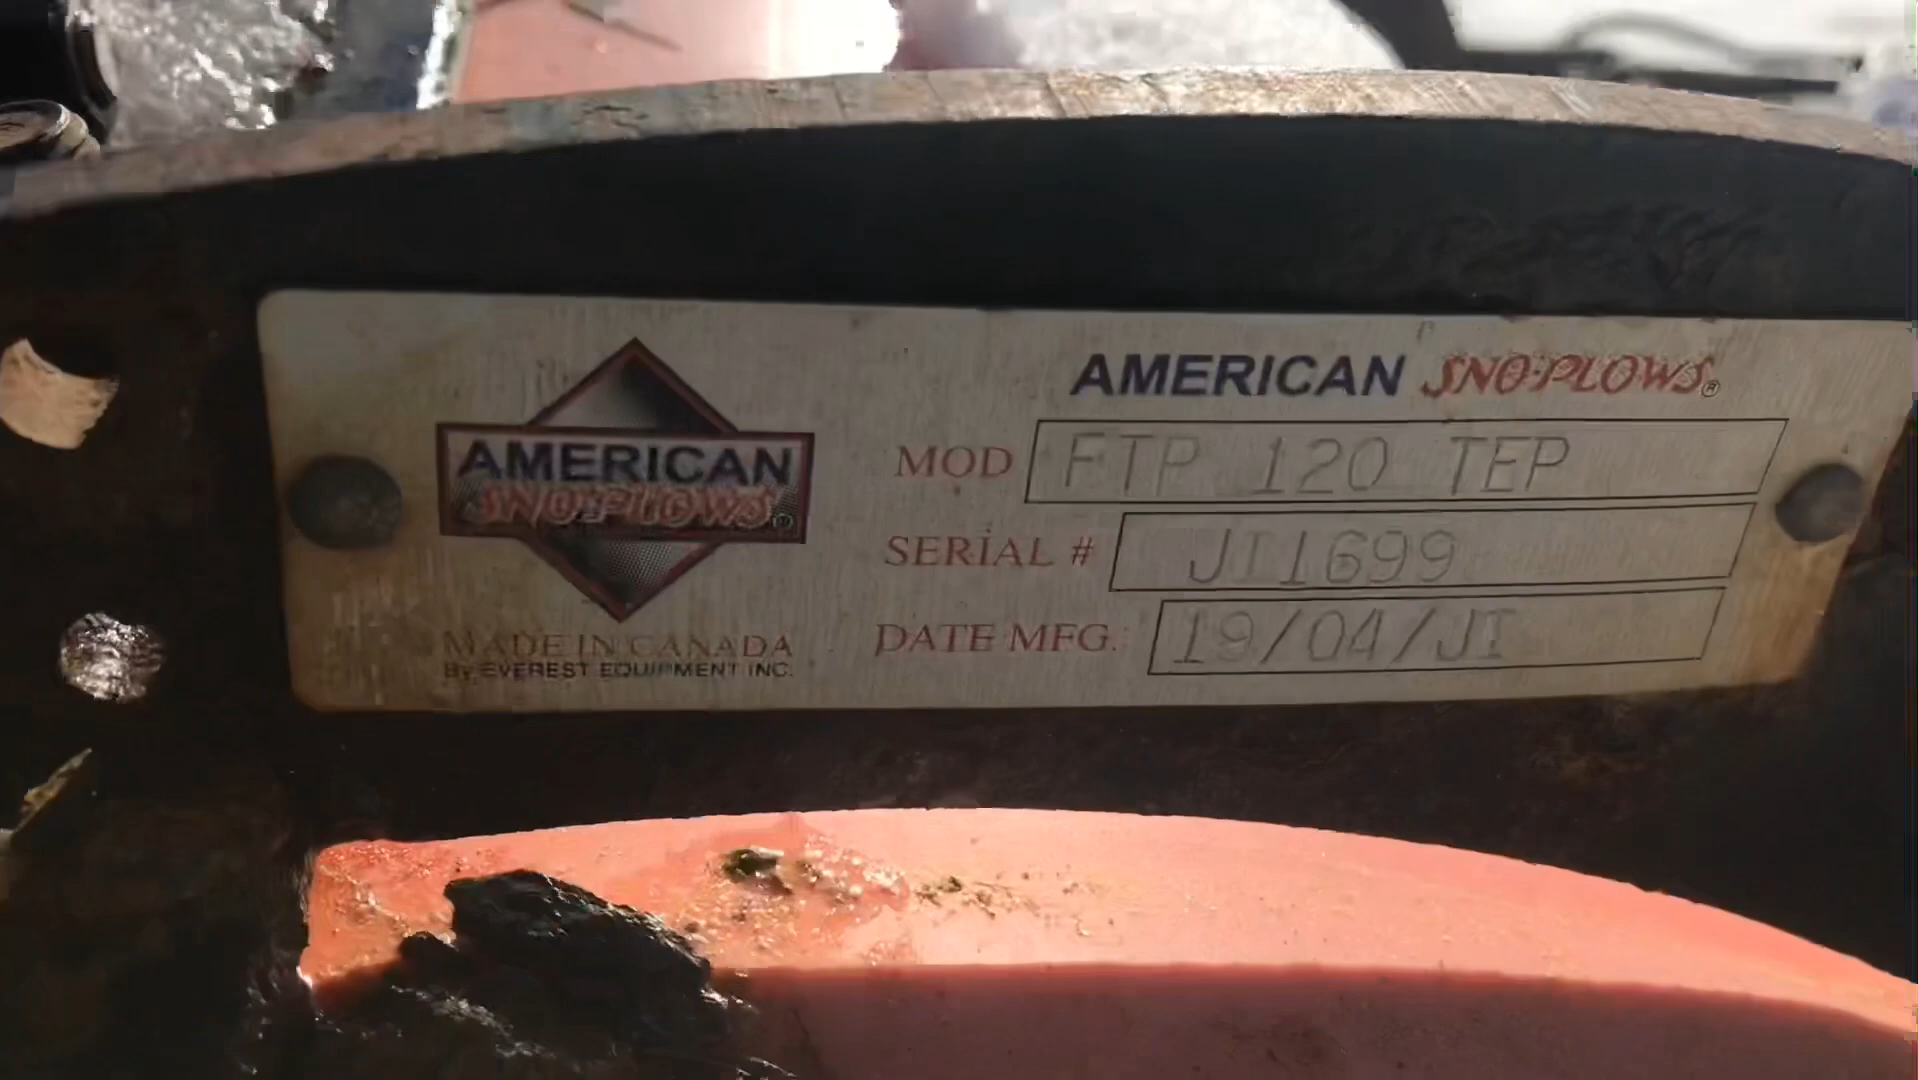 AMERICAN
SNO-PLOWS®
MADE IN CANADA
BY EVEREST EQUIPMENT INC.
AMERICAN SNO-PLOWS®
MOD FTP 120 TEP
SERIAL # JI1699
DATE MFG. 19/04/JI